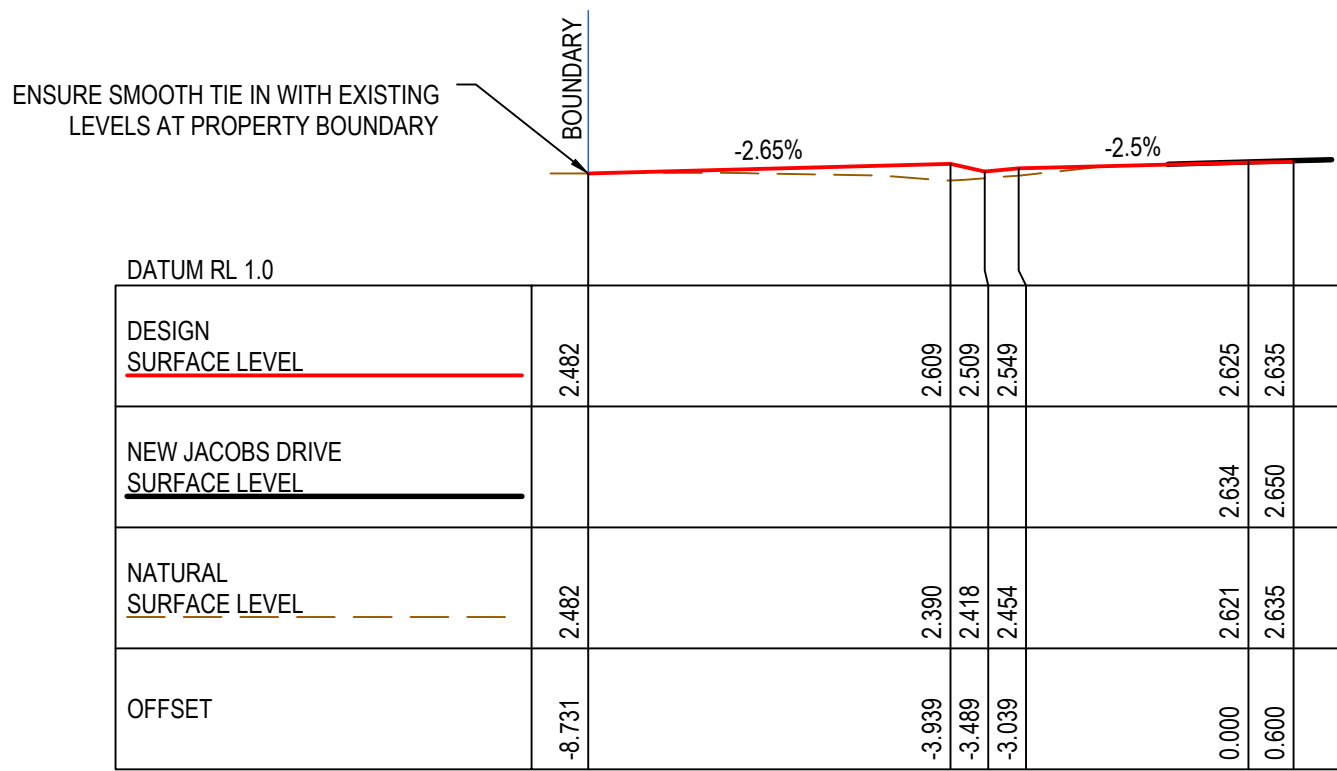 BOUNDARY
ENSURE SMOOTH TIE IN WITH EXISTING
LEVELS AT PROPERTY BOUNDARY
-2.65%
-2.5%
DATUM RL 1.0
DESIGN
SURFACE LEVEL
2.482
2.609
2.509
2.549
2.625
2.635
NEW JACOBS DRIVE
SURFACE LEVEL
2.634
2.650
NATURAL
SURFACE LEVEL
2.482
2.390
2.418
2.454
2.621
2.635
OFFSET
-8.731
-3.939
-3.489
-3.039
0.000
0.600